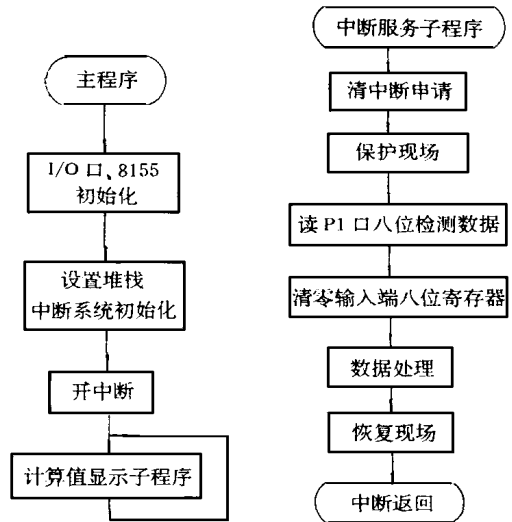 主程序
I/O 口、8155
初始化
设置堆栈
中断系统初始化
开中断
计算值显示子程序
中断服务子程序
清中断申请
保护现场
读 P1 口八位检测数据
清零输入端八位寄存器
数据处理
恢复现场
中断返回